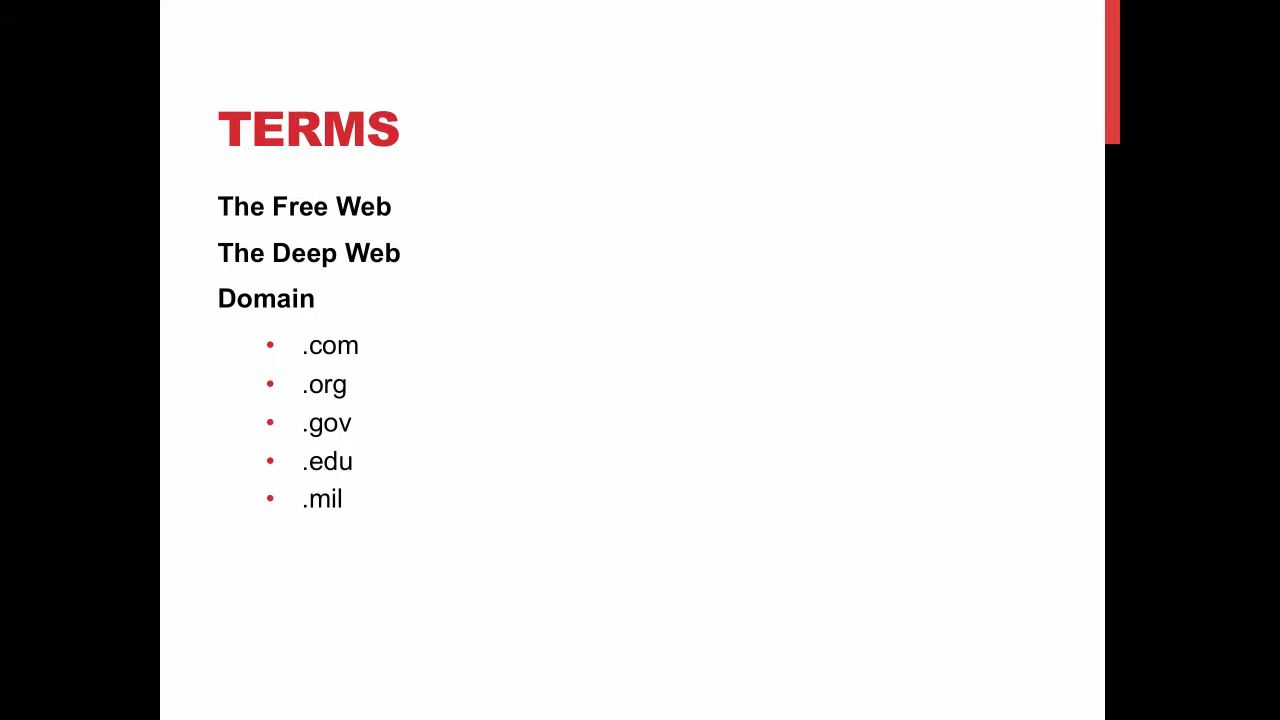 TERMS
The Free Web
The Deep Web
Domain
• .com
• .org
• .gov
• .edu
• .mil